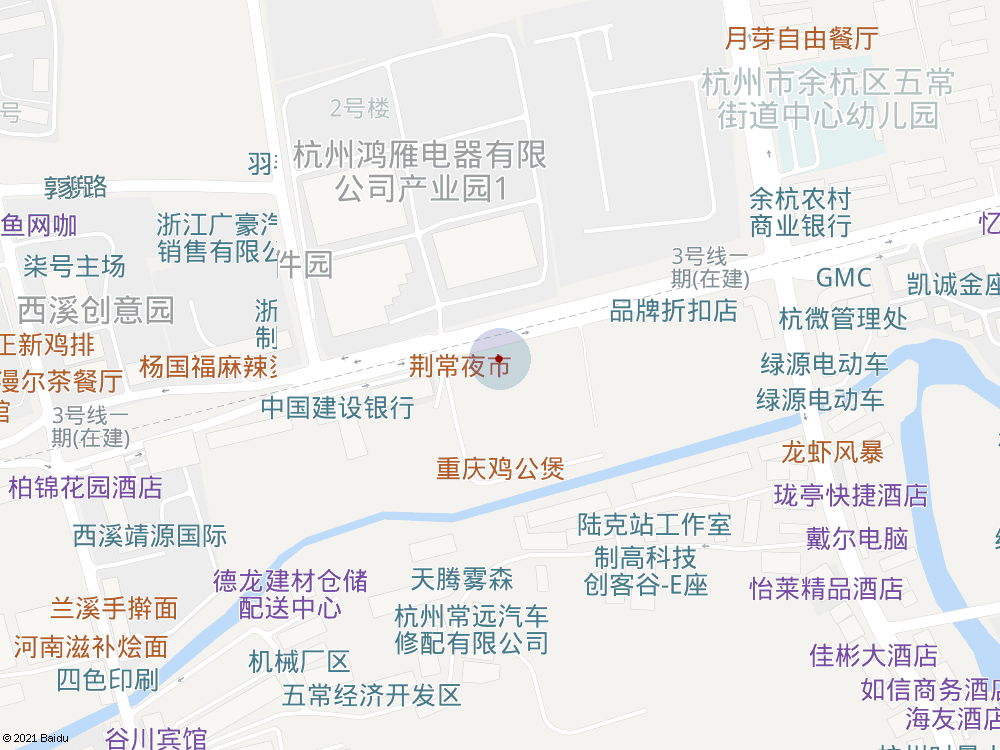 月芽自由餐厅
杭州市余杭区五常
街道中心幼儿园
2号楼
号
杭州鸿雁电器有限
公司产业园1
余杭农村
商业银行
鱼网咖
浙江广豪汽
销售有限公
柒号主场
牛园
3号线一
期(在建)
GMC
凯诚金座
西溪创意园
浙
制
品牌折扣店
杭微管理处
正新鸡排
杨国福麻辣
荆常夜市
绿源电动车
漫尔茶餐厅
馆
3号线一
期(在建)
中国建设银行
绿源电动车
龙虾风暴
重庆鸡公煲
柏锦花园酒店
珑亭快捷酒店
西溪靖源国际
陆克站工作室
戴尔电脑
制高科技
创客谷-E座
德龙建材仓储
配送中心
天腾雾森
怡莱精品酒店
兰溪手擀面
杭州常远汽车
修配有限公司
河南滋补烩面
机械厂区
佳彬大酒店
四色印刷
五常经济开发区
如信商务酒店
海友酒店
谷川宾馆
© 2021 Baidu